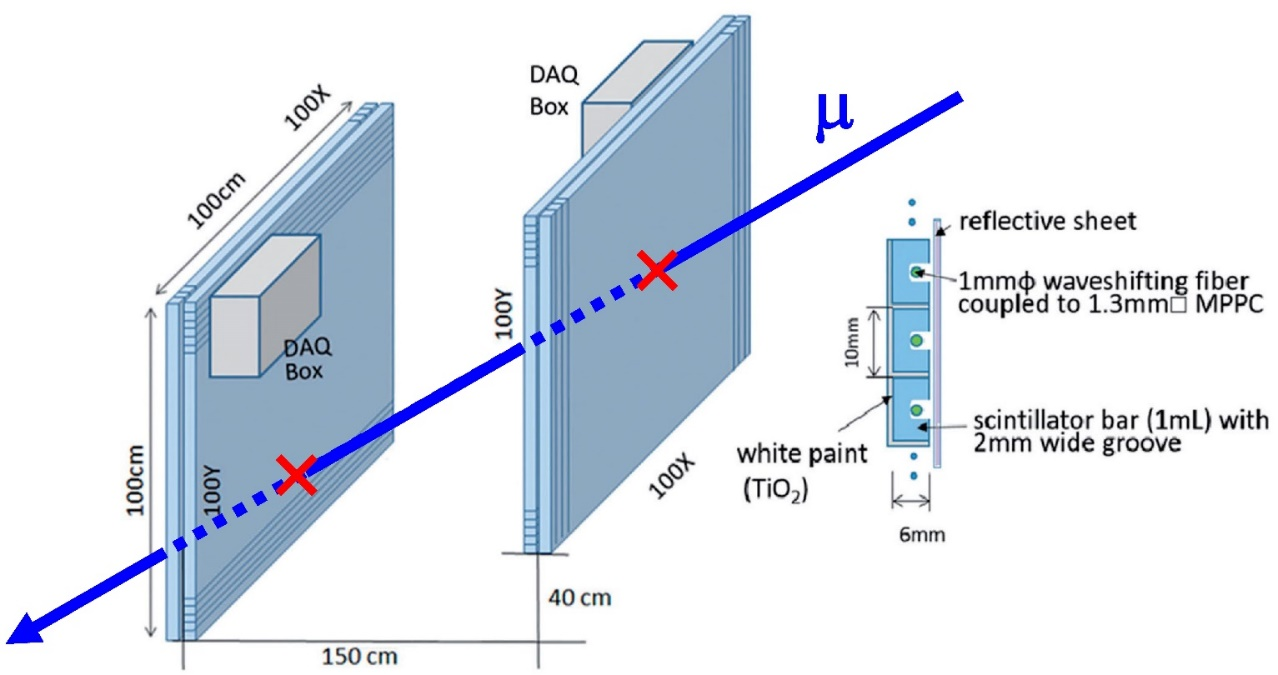 DAQ
Box
μ
100X
100cm
reflective sheet
1mmϕ waveshifting fiber
coupled to 1.3mm□ MPPC
100Y
10mm
DAQ
Box
scintillator bar (1mL) with
2mm wide groove
white paint
(TiO₂)
100cm
100Y
100X
6mm
40 cm
150 cm